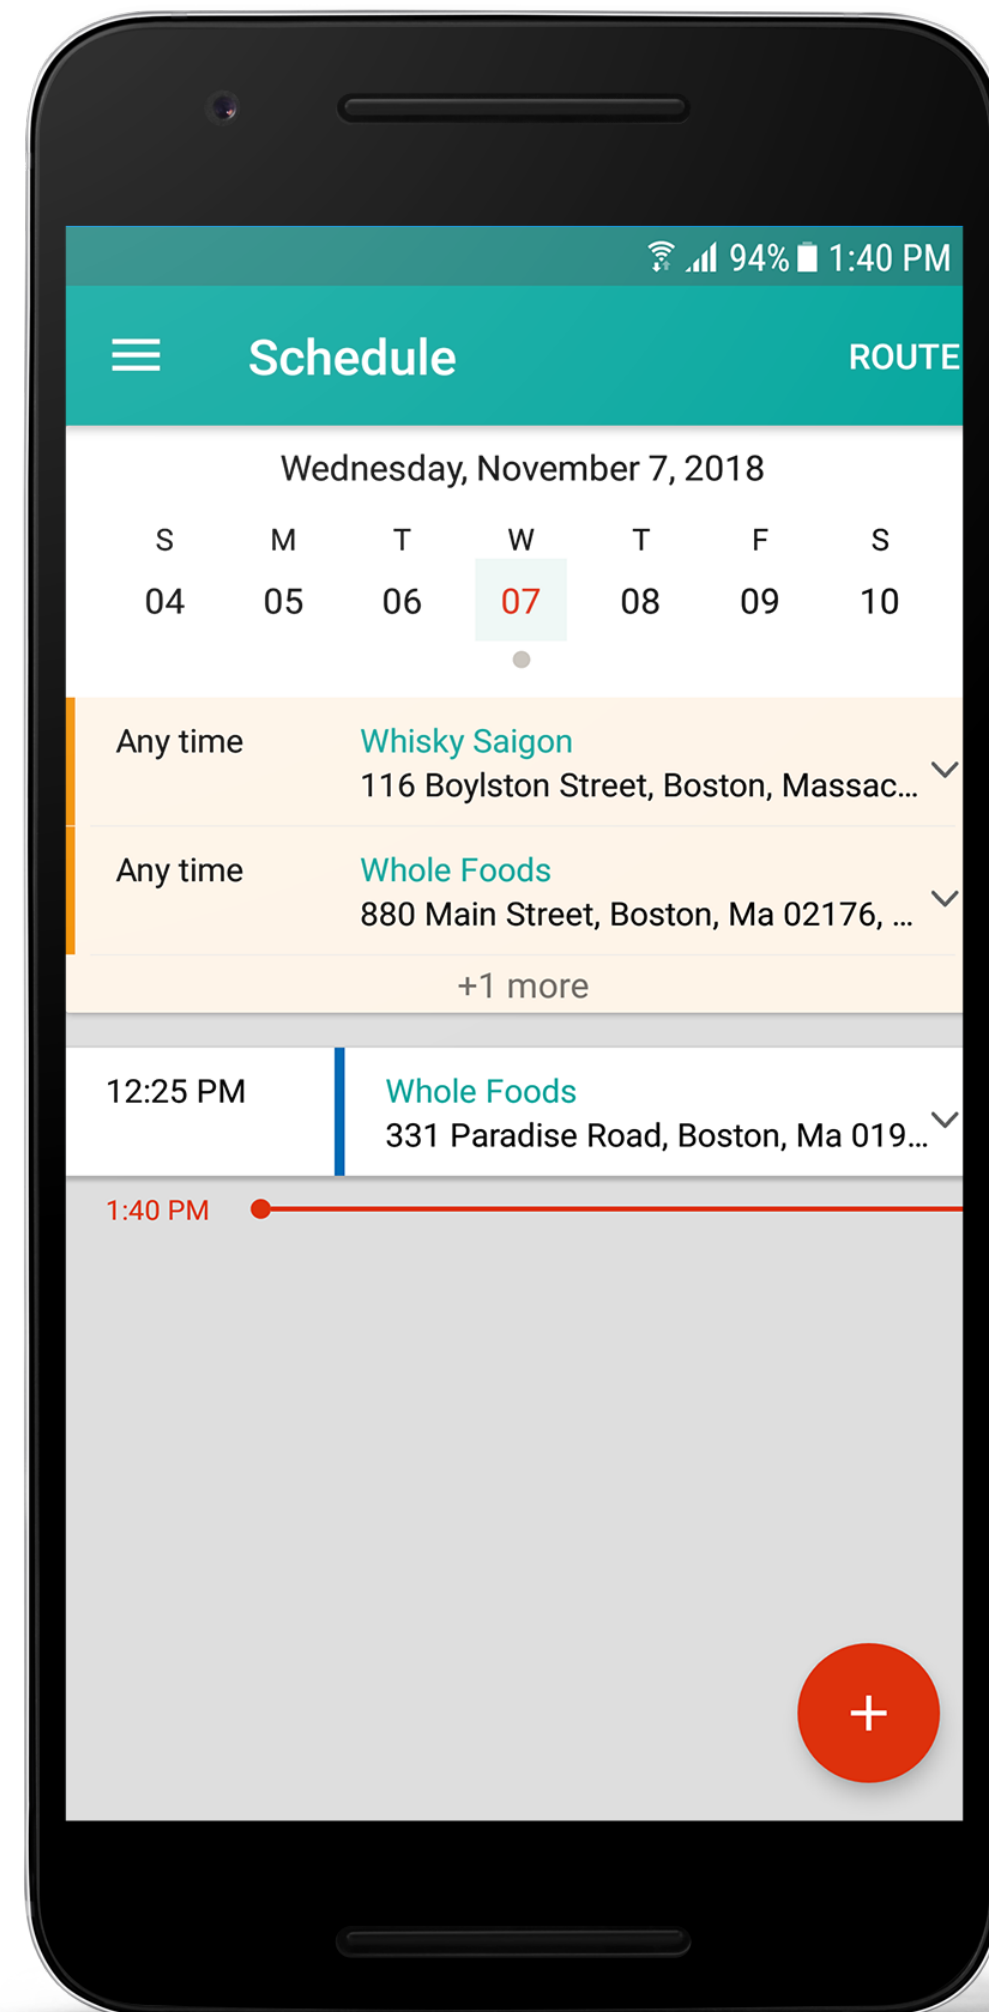 94% 1:40 PM
Schedule ROUTE
Wednesday, November 7, 2018
S M T W T F S
04 05 06 07 08 09 10
Any time Whisky Saigon
116 Boylston Street, Boston, Massac...
Any time Whole Foods
880 Main Street, Boston, Ma 02176, ...
+1 more
12:25 PM Whole Foods
331 Paradise Road, Boston, Ma 019...
1:40 PM
+